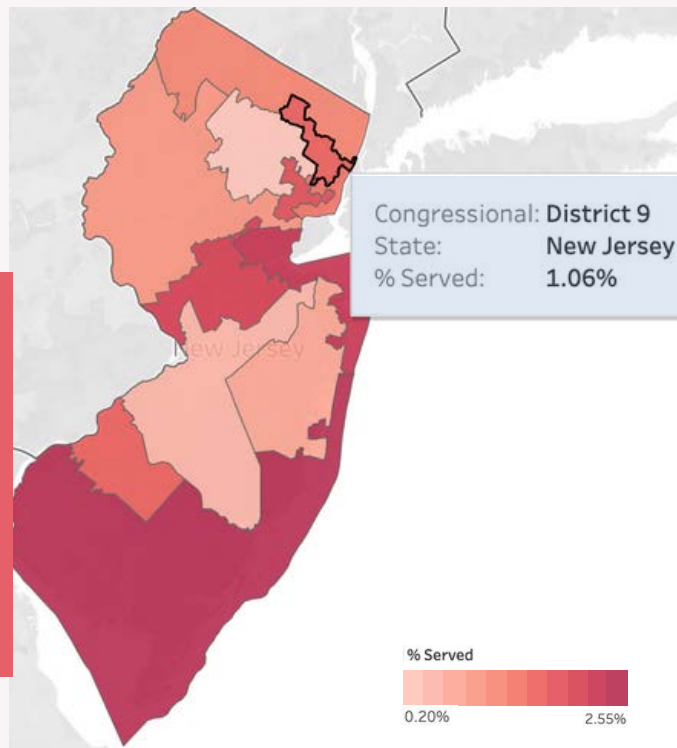 Congressional: District 9
State: New Jersey
% Served: 1.06%
New Jersey
% Served
0.20% 2.55%